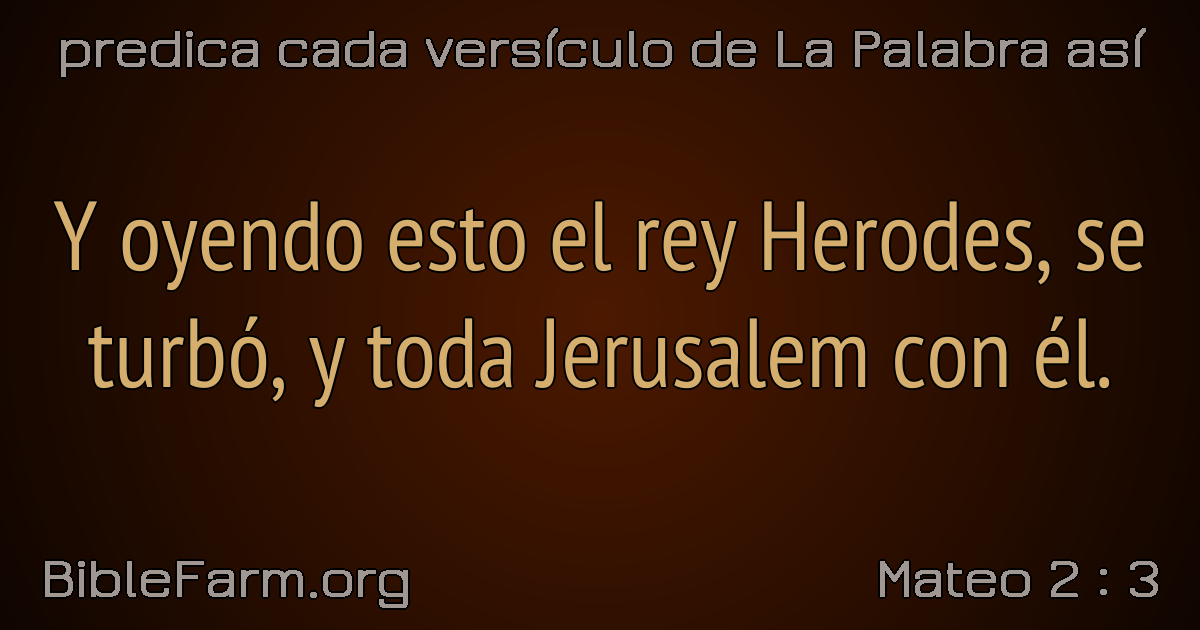 predica cada versículo de La Palabra así
Y oyendo esto el rey Herodes, se
turbó, y toda Jerusalem con él.
BibleFarm.org
Mateo 2 : 3